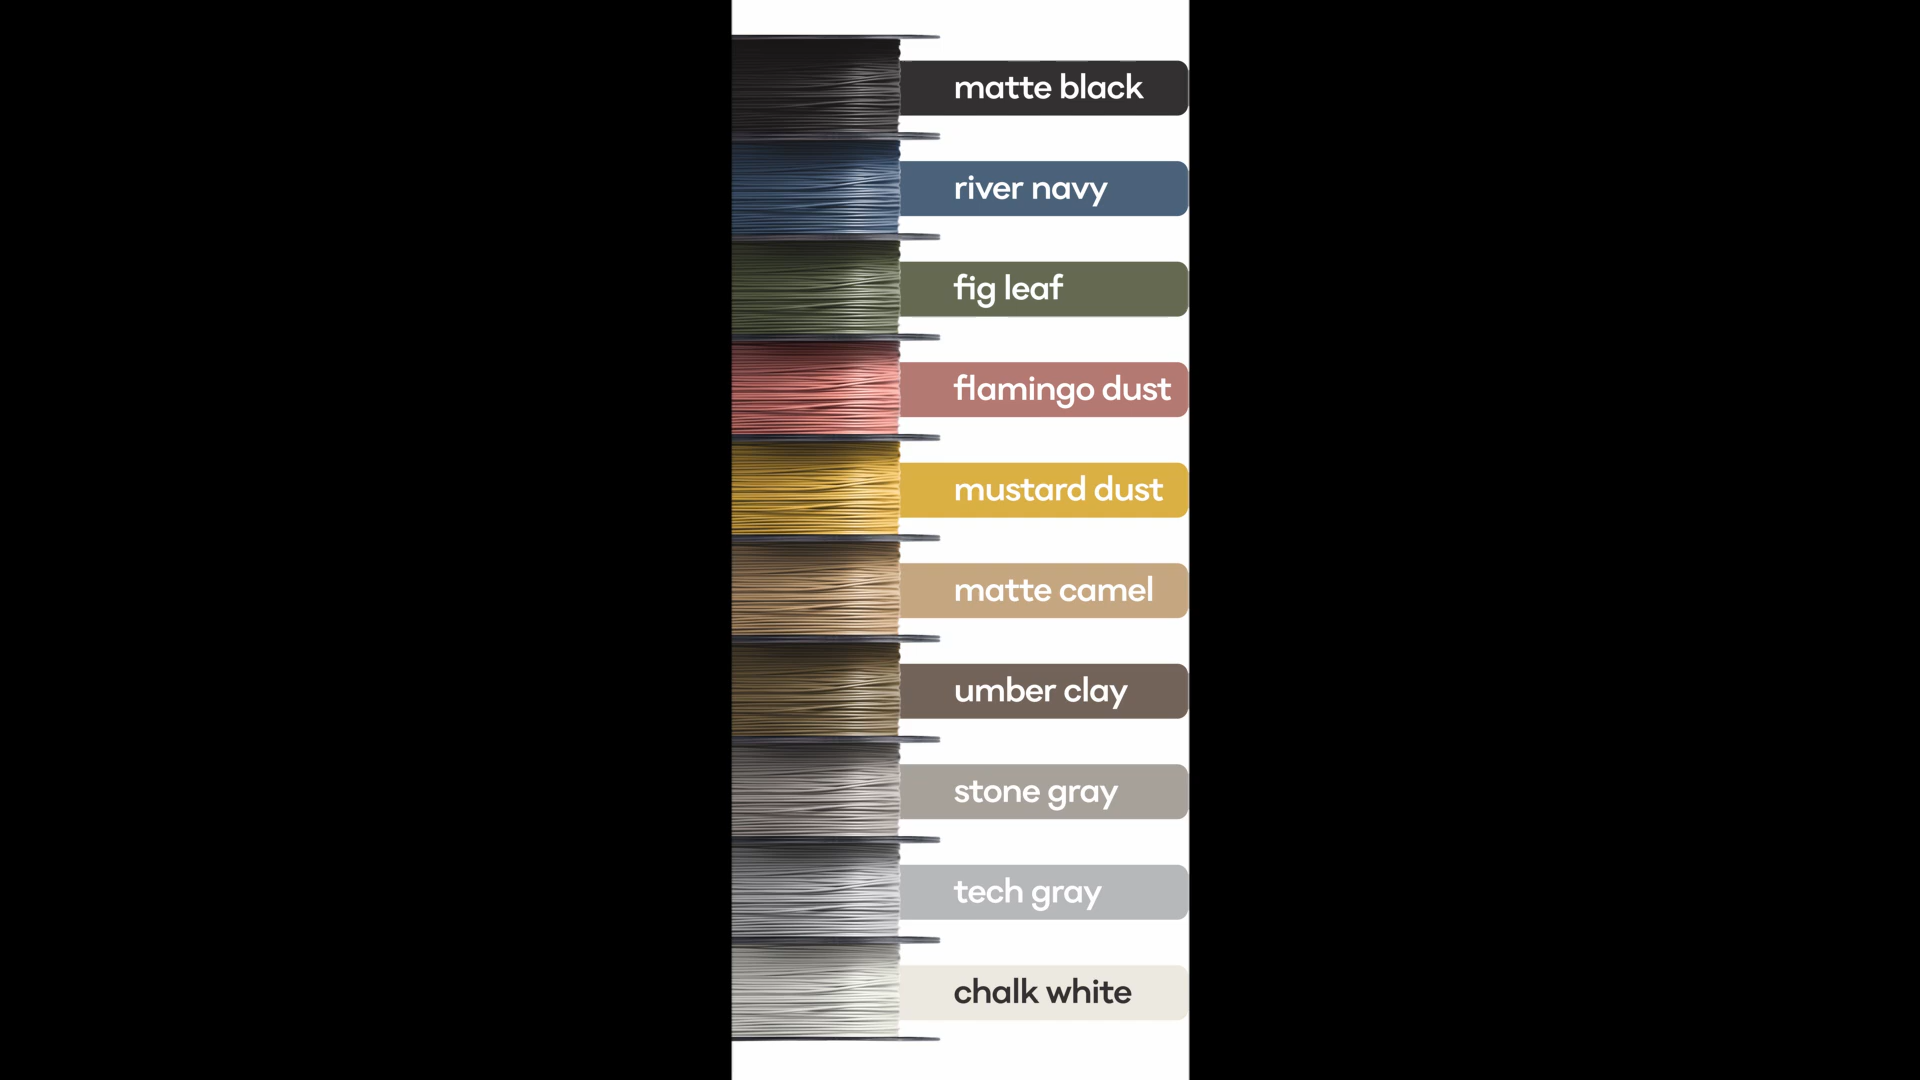 matte black
river navy
fig leaf
flamingo dust
mustard dust
matte camel
umber clay
stone gray
tech gray
chalk white